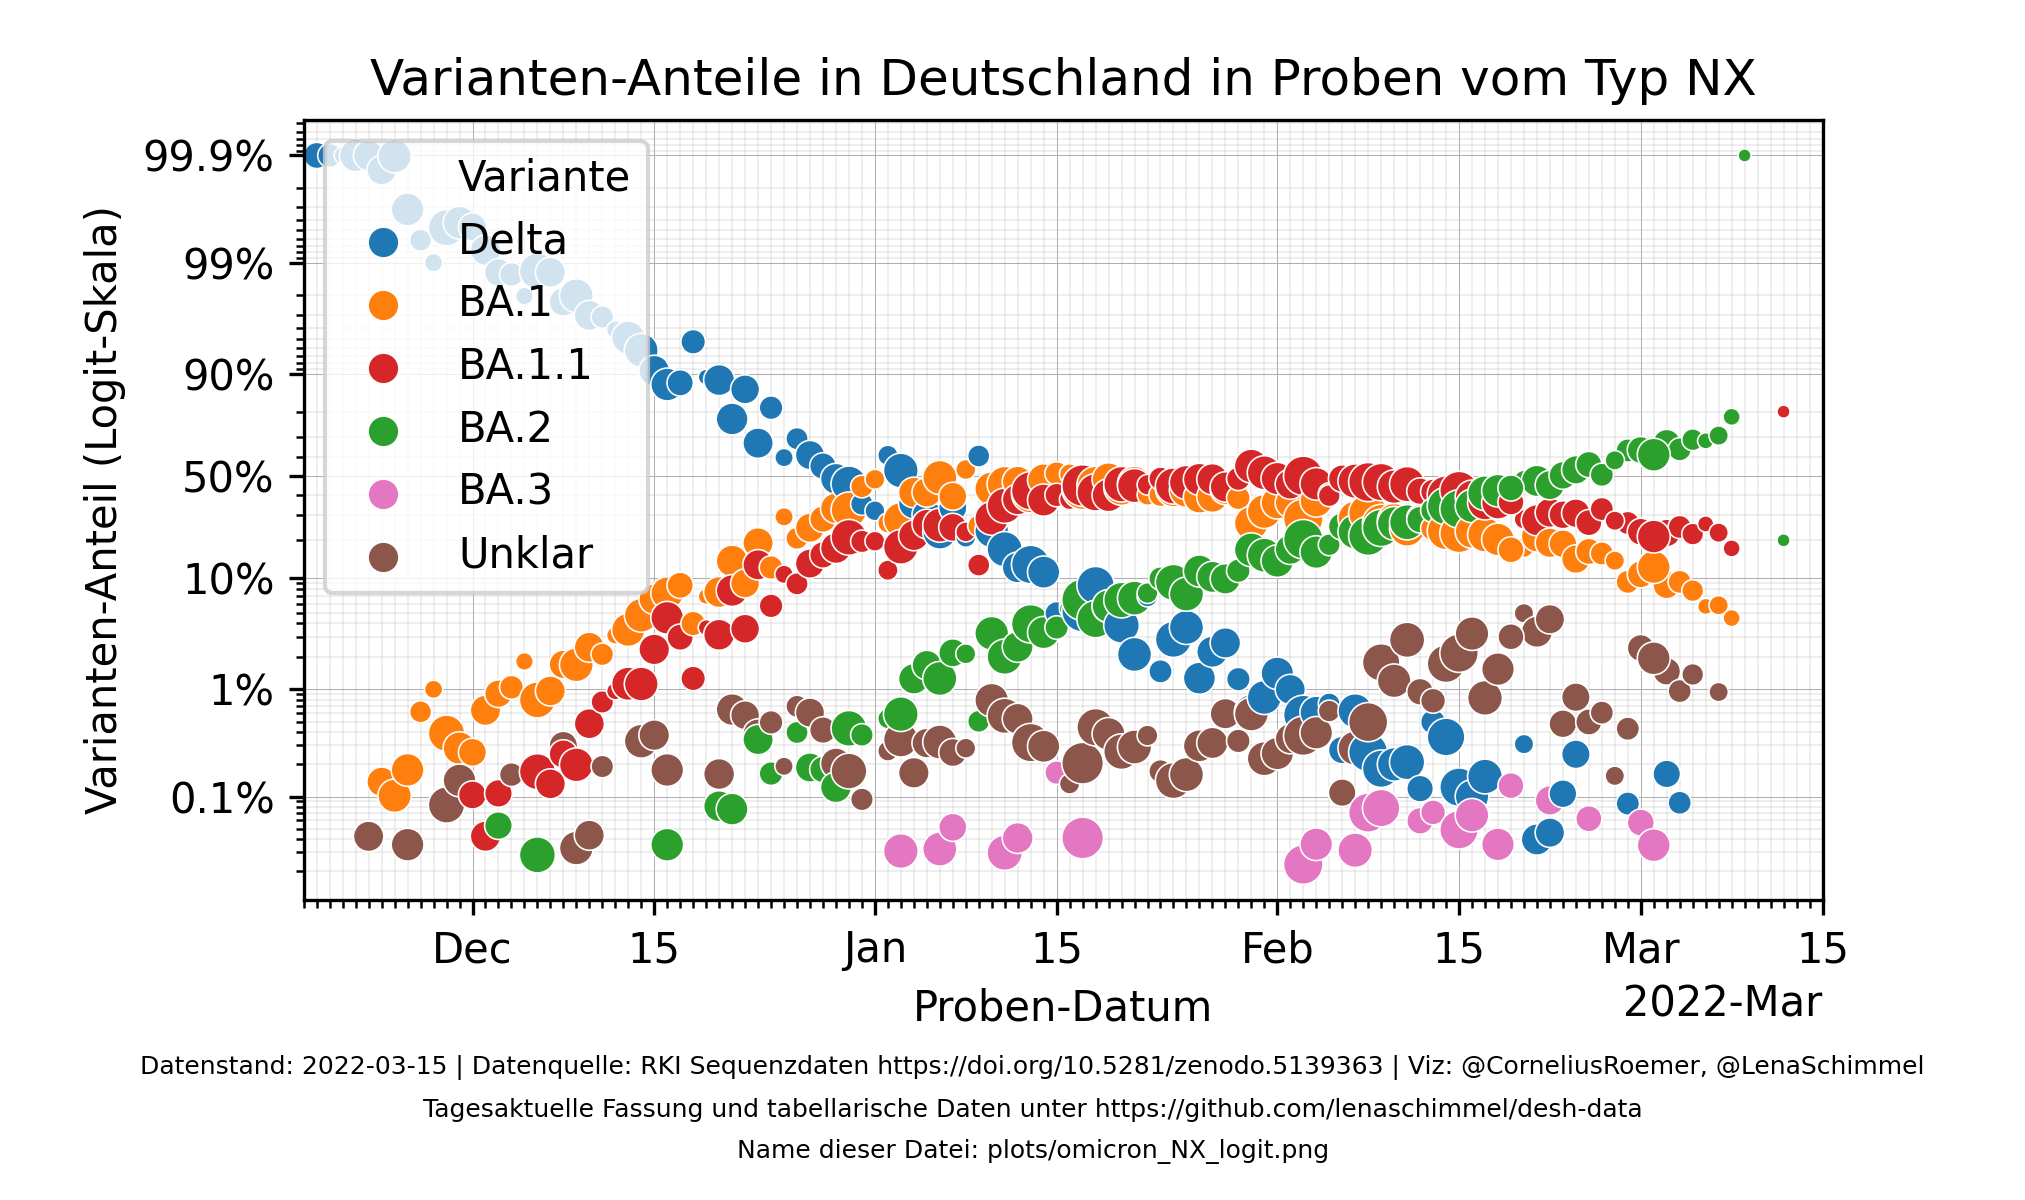 Varianten-Anteile in Deutschland in Proben vom Typ NX
Varianten-Anteil (Logit-Skala)
99.9%
99%
90%
50%
10%
1%
0.1%
Variante
Delta
BA.1
BA.1.1
BA.2
BA.3
Unklar
Dec 15 Jan 15 Feb 15 Mar 15
Proben-Datum
2022-Mar
Datenstand: 2022-03-15 | Datenquelle: RKI Sequenzdaten https://doi.org/10.5281/zenodo.5139363 | Viz: @CorneliusRoemer, @LenaSchimmel
Tagesaktuelle Fassung und tabellarische Daten unter https://github.com/lenaschimmel/desh-data
Name dieser Datei: plots/omicron_NX_logit.png